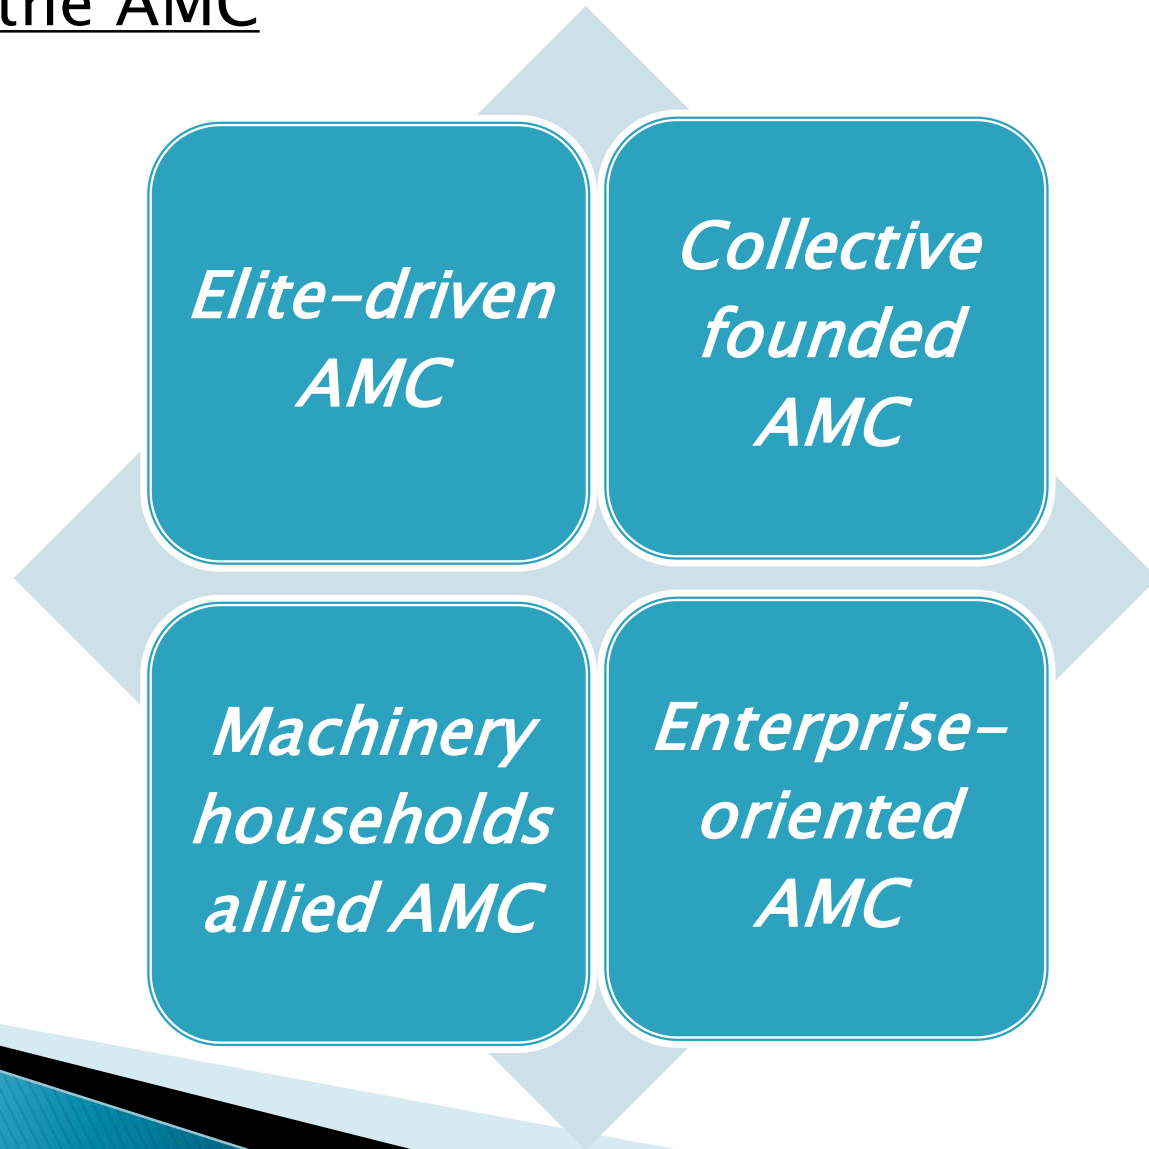 the AMC
Elite-driven
AMC
Collective
founded
AMC
Machinery
households
allied AMC
Enterprise-
oriented
AMC